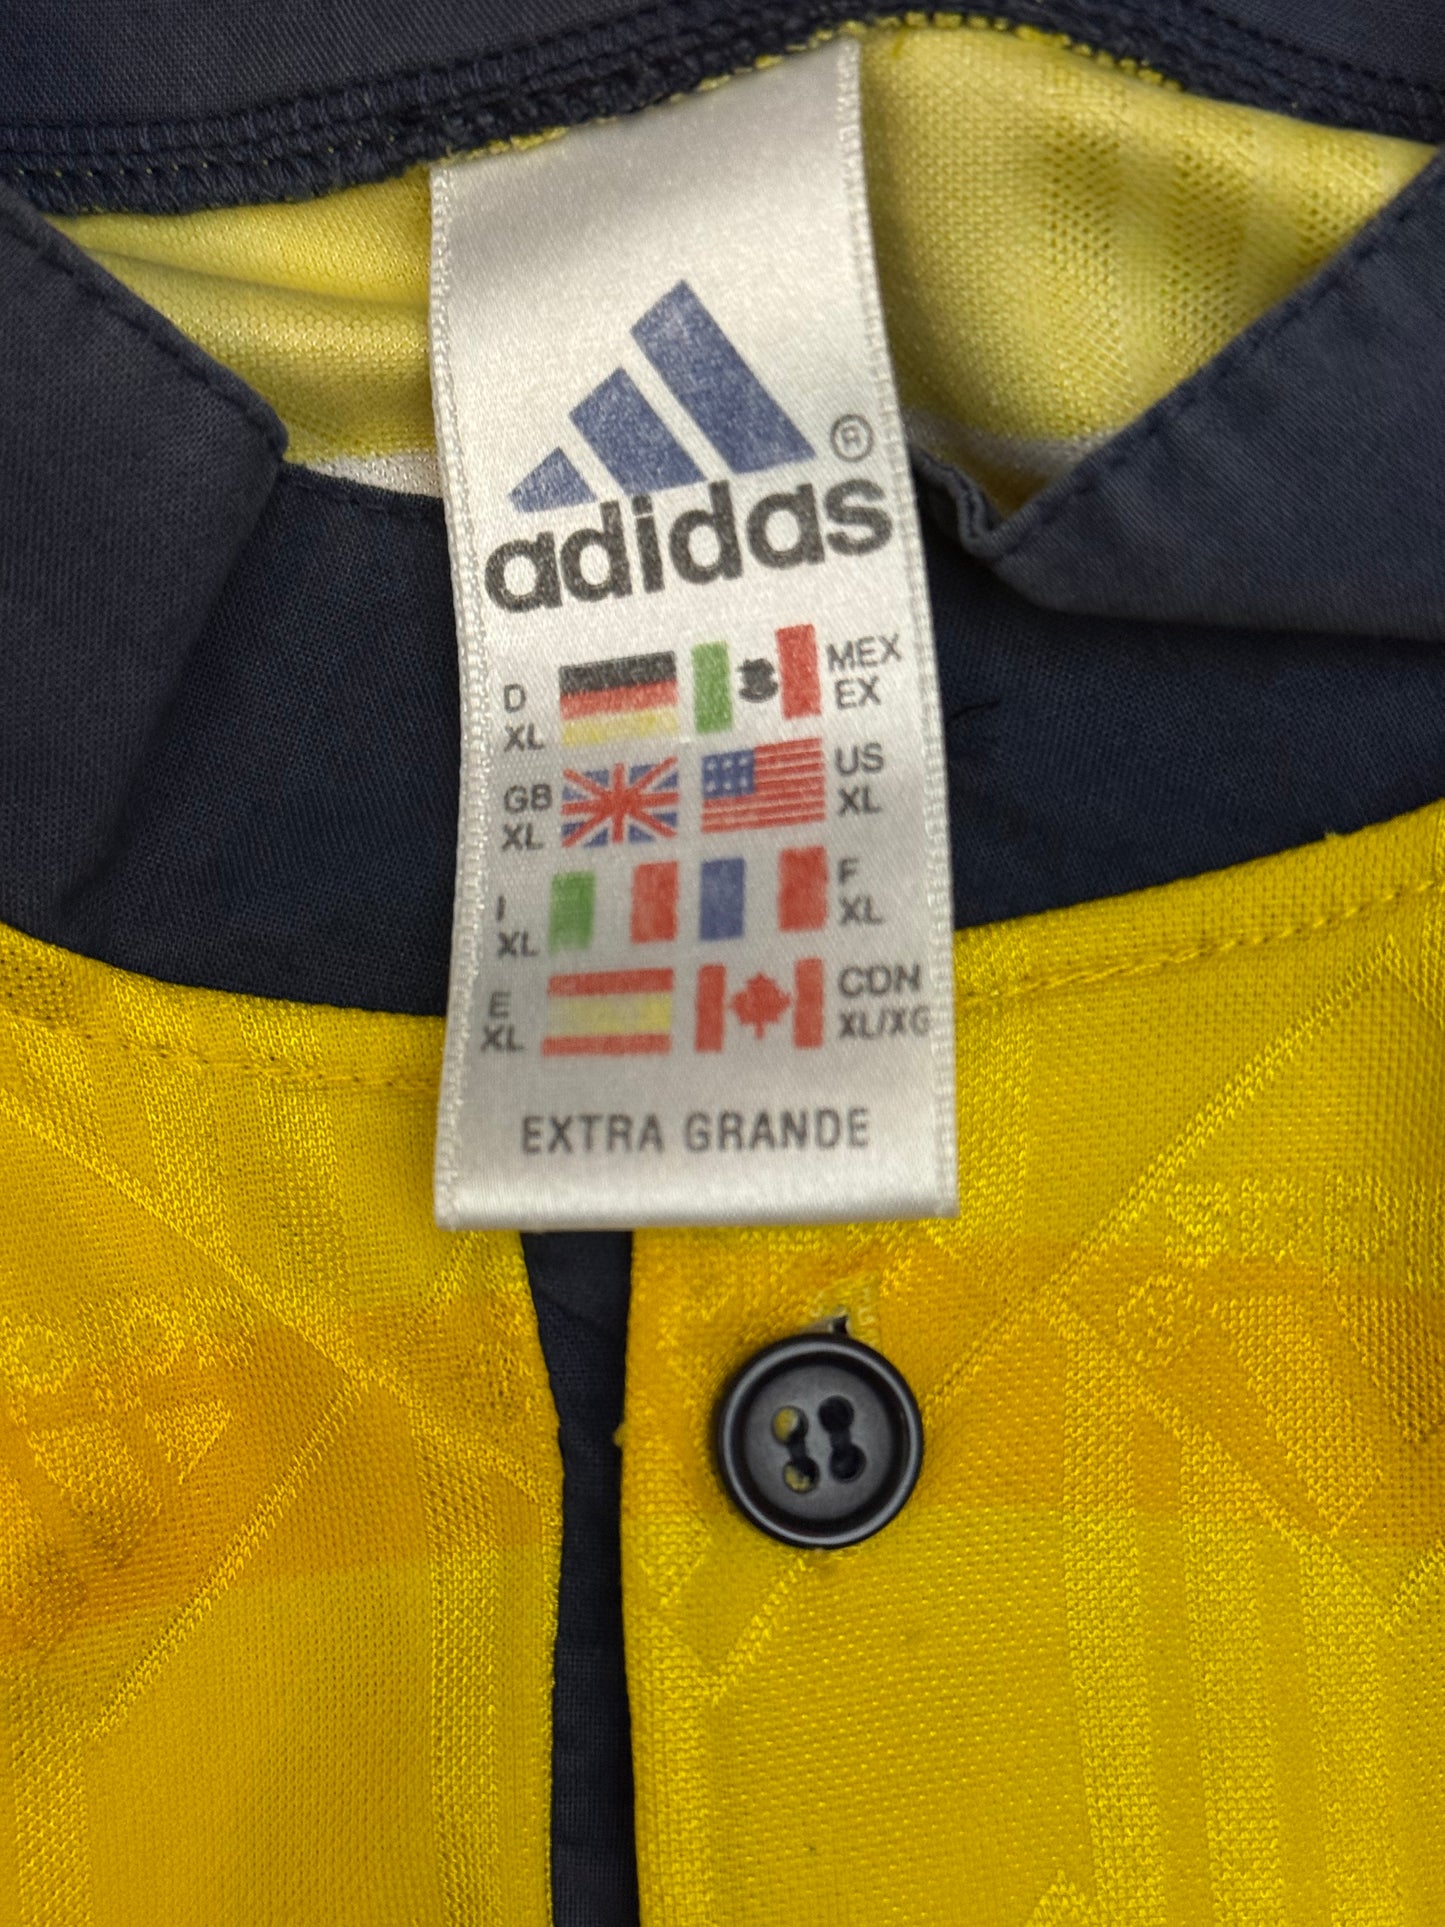 adidas ®
D
XL
MEX
EX
GB
XL
US
XL
I
XL
F
XL
E
XL
CDN
XL/XG
EXTRA GRANDE